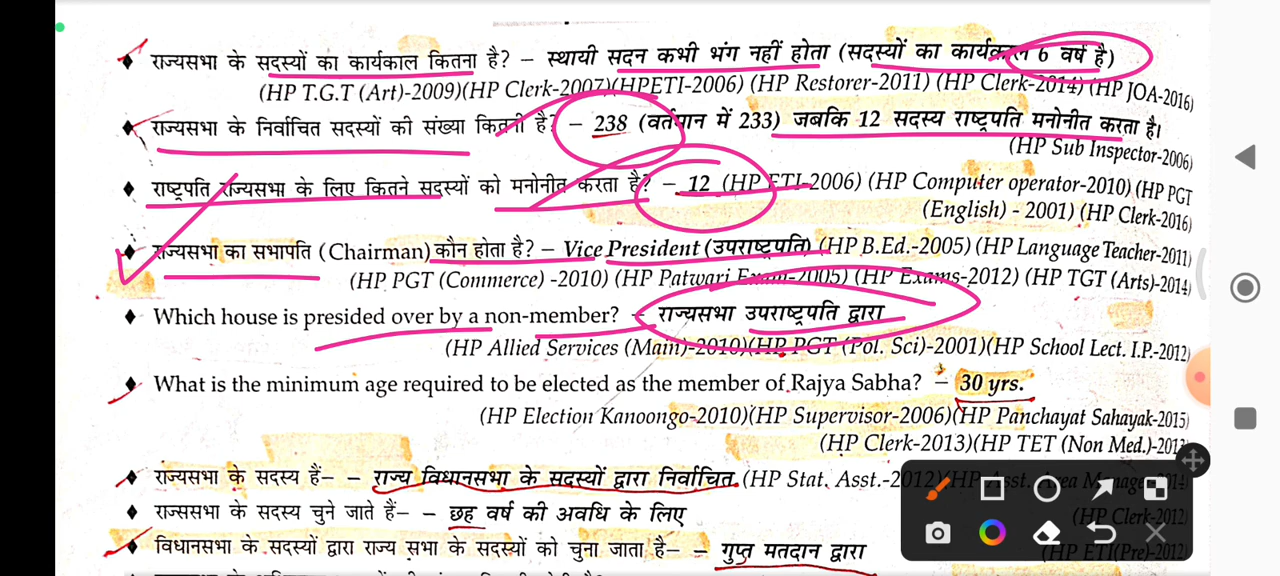 राज्यसभा के सदस्यों का कार्यकाल कितना है? – स्थायी सदन कभी भंग नहीं होता (सदस्यों का कार्यकाल 6 वर्ष है)
(HP T.G.T (Art)-2009)(HP Clerk-2007)(HPETI-2006) (HP Restorer-2011) (HP Clerk-2014) (HP JOA-2016)
राज्यसभा के निर्वाचित सदस्यों की संख्या कितनी है? – 238 (वर्तमान में 233) जबकि 12 सदस्य राष्ट्रपति मनोनीत करता है।
(HP Sub Inspector-2006)
राष्ट्रपति राज्यसभा के लिए कितने सदस्यों को मनोनीत करता है? – 12 (HP ETI-2006) (HP Computer operator-2010) (HP PGT
(English) - 2001) (HP Clerk-2016)
राज्यसभा का सभापति (Chairman) कौन होता है? – Vice President (उपराष्ट्रपति) (HP B.Ed.-2005) (HP Language Teacher-2011)
(HP PGT (Commerce) -2010) (HP Patwari Exam-2005) (HP Exams-2012) (HP TGT (Arts)-2014)
Which house is presided over by a non-member? – राज्यसभा उपराष्ट्रपति द्वारा
(HP Allied Services (Main)-2010)(HP PGT (Pol. Sci)-2001)(HP School Lect. I.P.-2012)
What is the minimum age required to be elected as the member of Rajya Sabha? – 30 yrs.
(HP Election Kanoongo-2010)(HP Supervisor-2006)(HP Panchayat Sahayak-2015)
(HP Clerk-2013)(HP TET (Non Med.)-2013
राज्यसभा के सदस्य हैं– – राज्य विधानसभा के सदस्यों द्वारा निर्वाचित. (HP Stat. Asst.-2012)(HP Asst. Area Manager-2014)
राज्ससभा के सदस्य चुने जाते हैं– – छह वर्ष की अवधि के लिए (HP Clerk-2012)
विधानसभा के सदस्यों द्वारा राज्य सभा के सदस्यों को चुना जाता है– – गुप्त मतदान द्वारा (HP ETI(Pre)-2012)